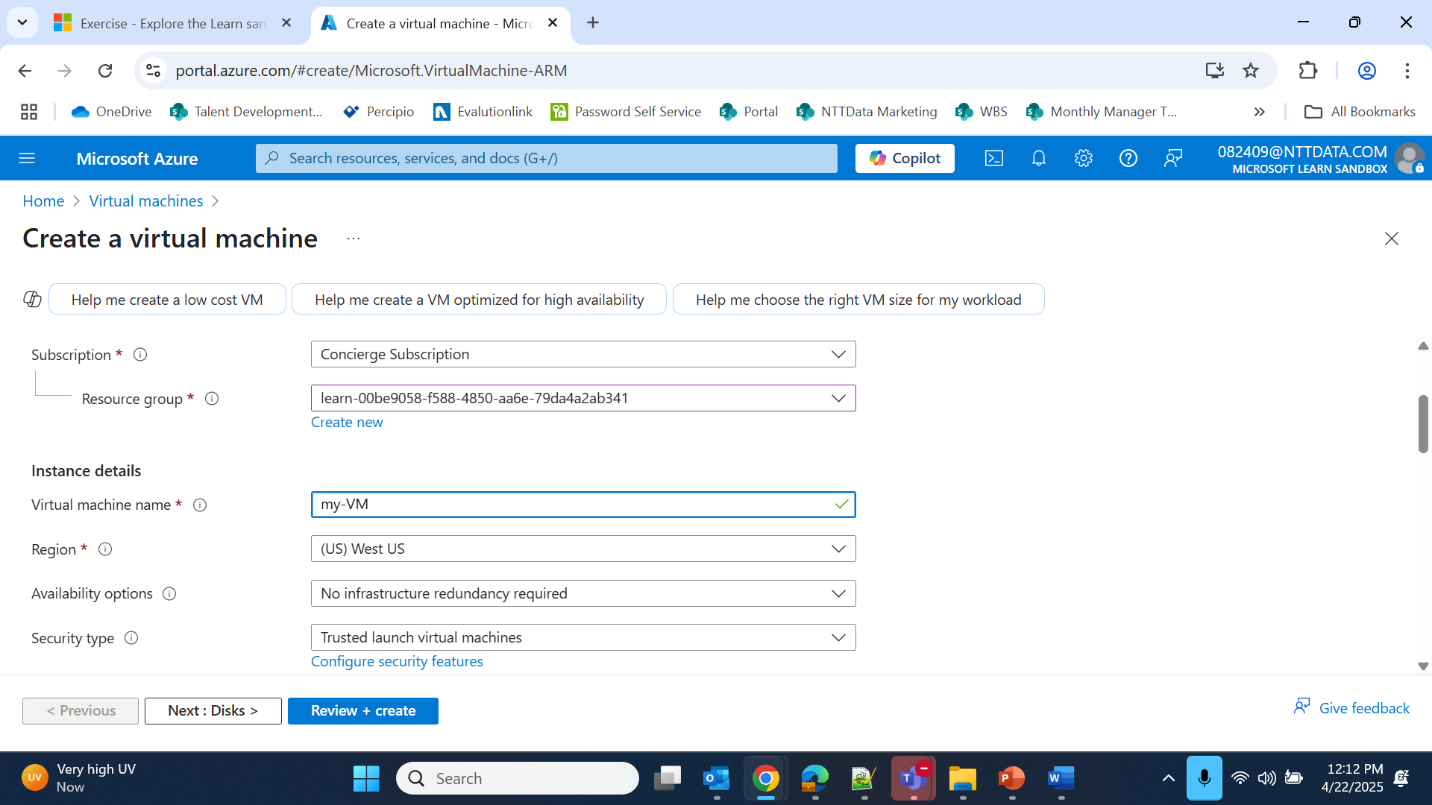 Exercise - Explore the Learn san
Create a virtual machine - Micro
portal.azure.com/#create/Microsoft.VirtualMachine-ARM
OneDrive
Talent Development...
Percipio
Evalutionlink
Password Self Service
Portal
NTTData Marketing
WBS
Monthly Manager T...
All Bookmarks
Microsoft Azure
Search resources, services, and docs (G+/)
Copilot
082409@NTTDATA.COM
MICROSOFT LEARN SANDBOX
Home > Virtual machines >
Create a virtual machine ...
Help me create a low cost VM
Help me create a VM optimized for high availability
Help me choose the right VM size for my workload
Subscription * Concierge Subscription
Resource group * learn-00be9058-f588-4850-aa6e-79da4a2ab341
Create new
Instance details
Virtual machine name * my-VM
Region * (US) West US
Availability options No infrastructure redundancy required
Security type Trusted launch virtual machines
Configure security features
< Previous
Next : Disks >
Review + create
Give feedback
UV
Very high UV
Now
Search
12:12 PM
4/22/2025